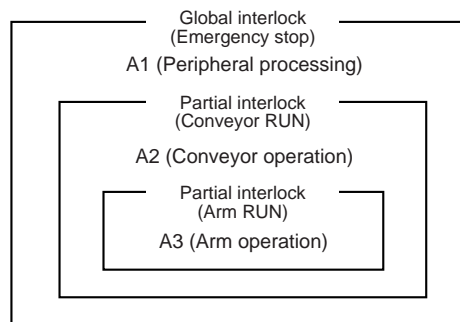 Global interlock
(Emergency stop)
A1 (Peripheral processing)
Partial interlock
(Conveyor RUN)
A2 (Conveyor operation)
Partial interlock
(Arm RUN)
A3 (Arm operation)